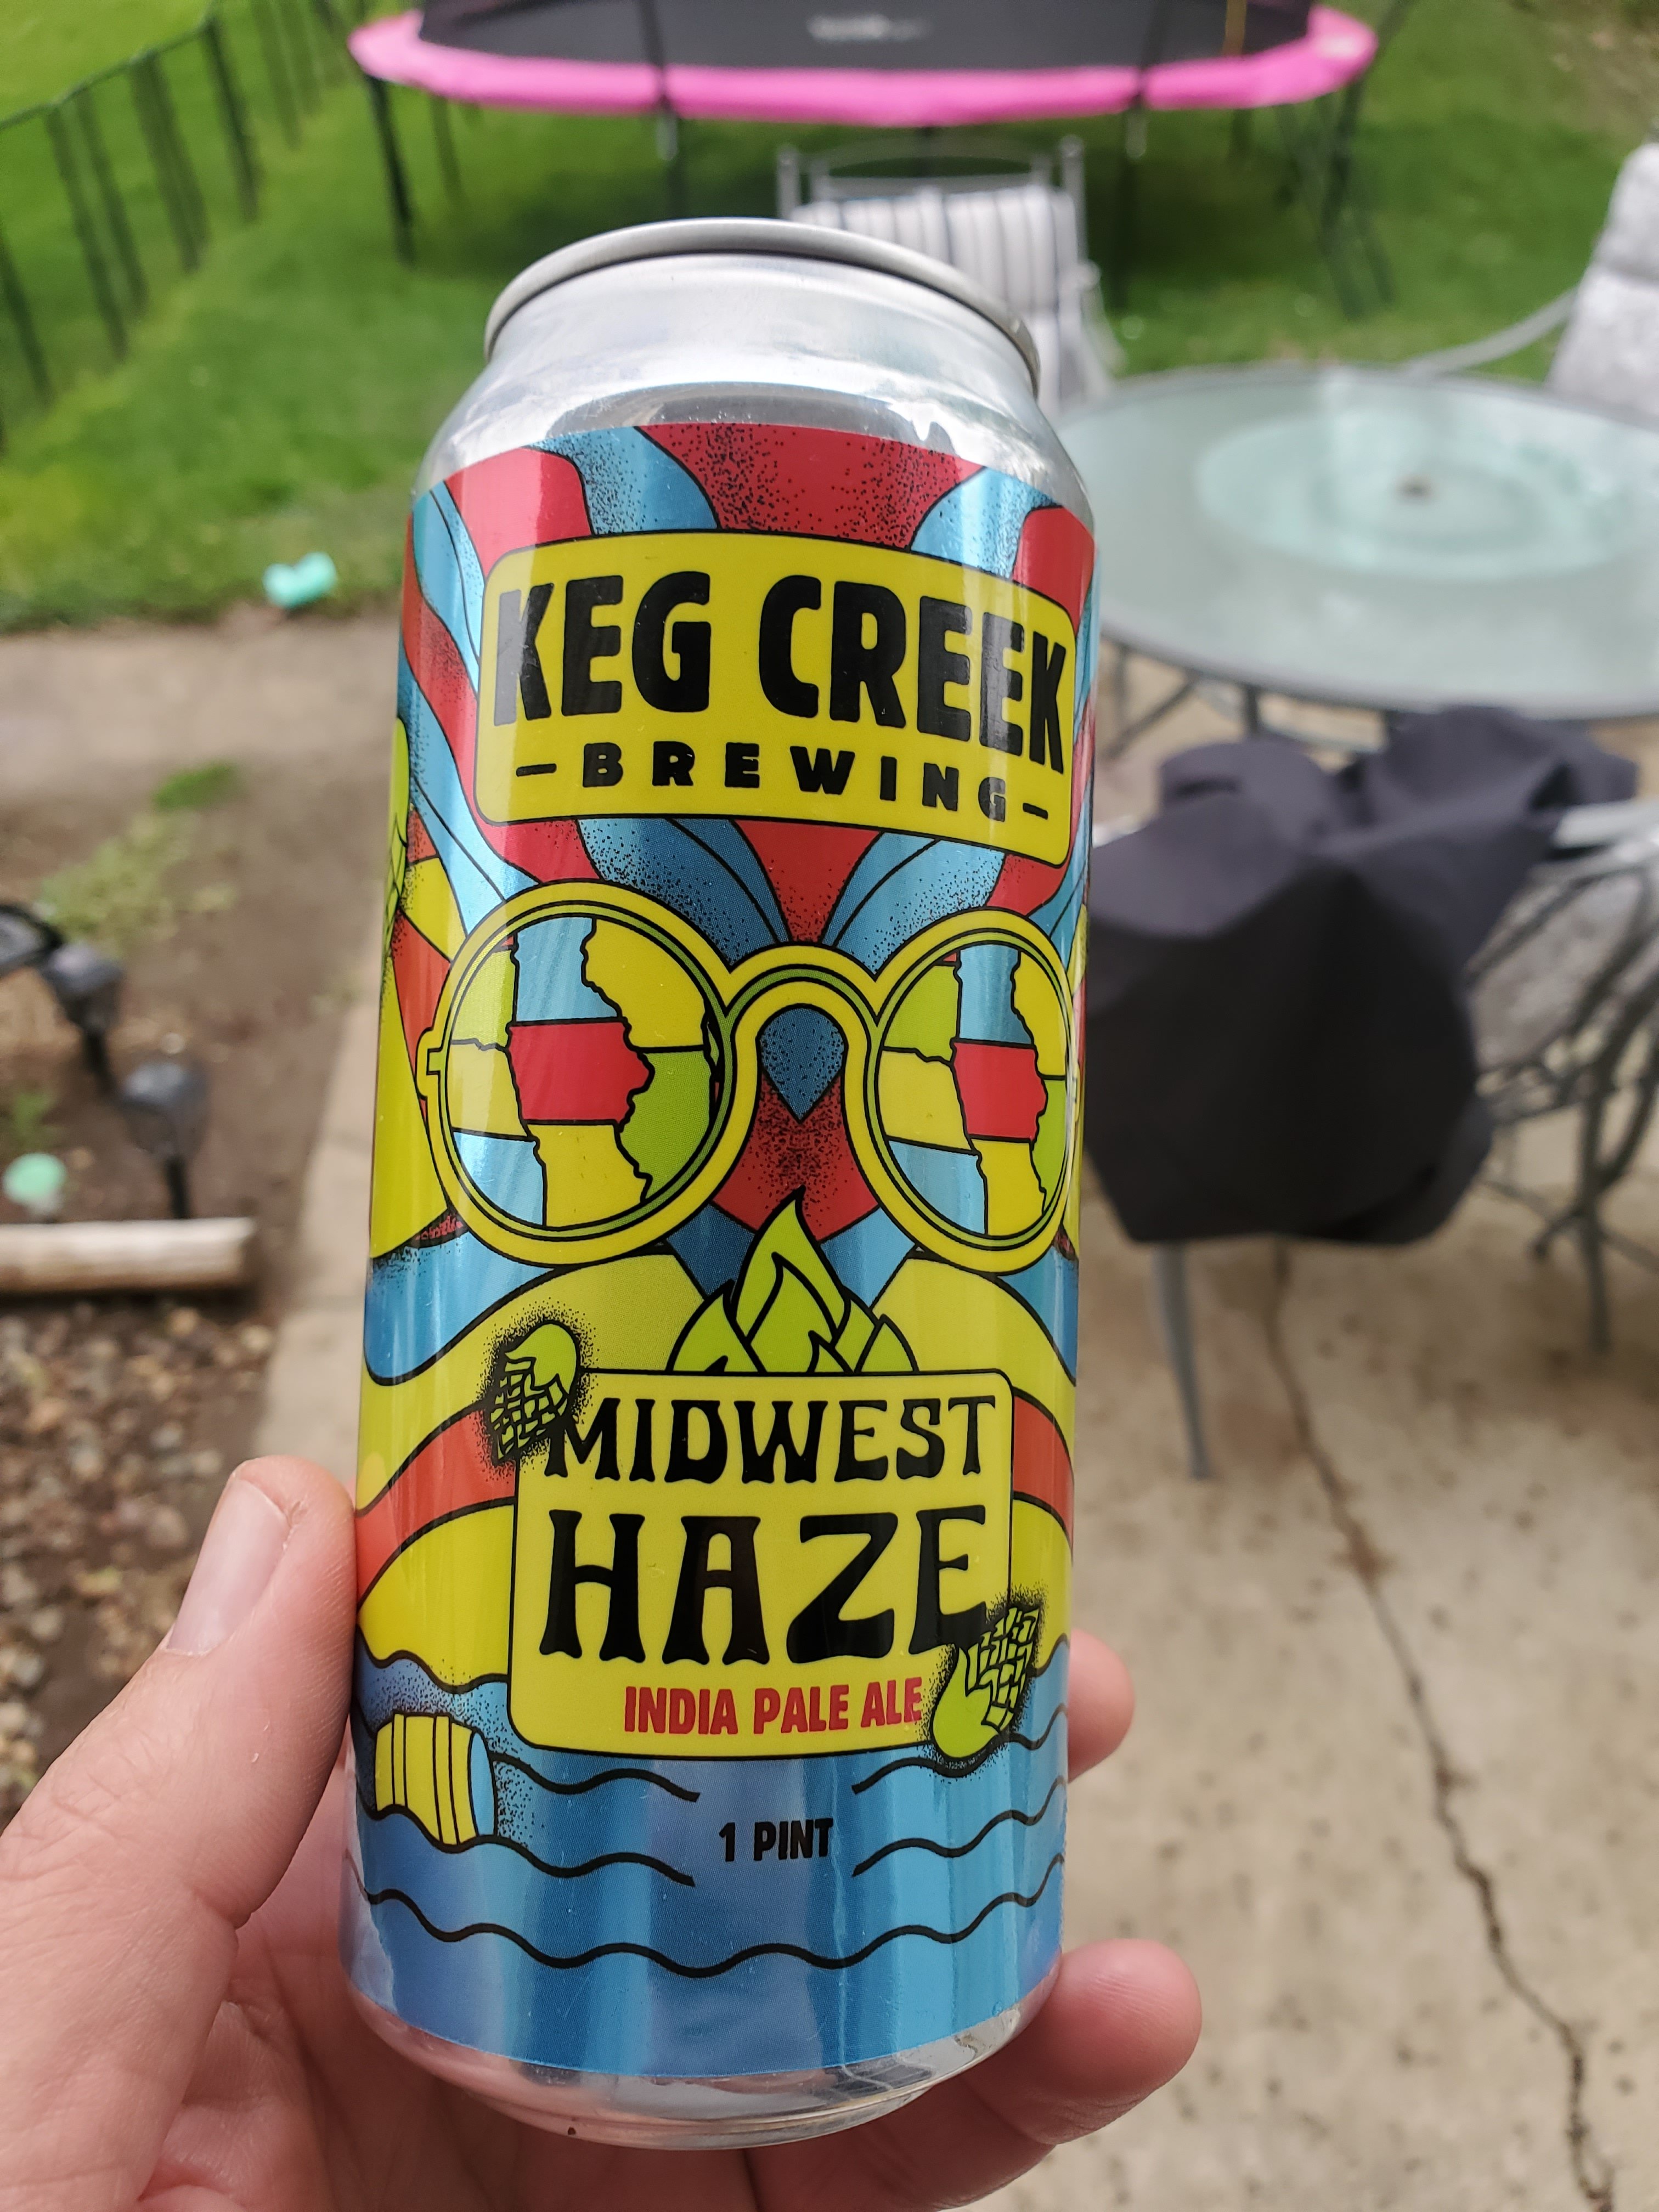 KEG CREEK
-BREWING-
MIDWEST
HAZE
INDIA PALE ALE
1 PINT